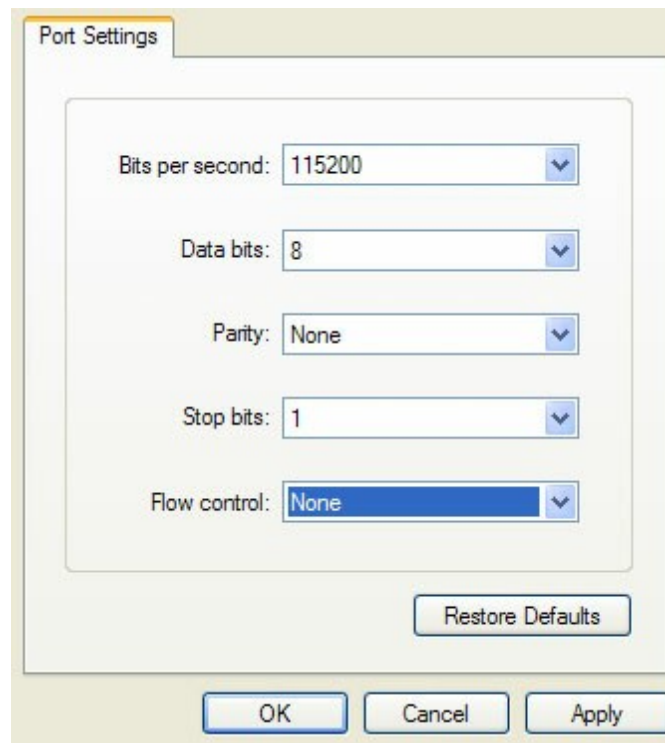 Port Settings
Bits per second: 115200
Data bits: 8
Parity: None
Stop bits: 1
Flow control: None
Restore Defaults
OK Cancel Apply